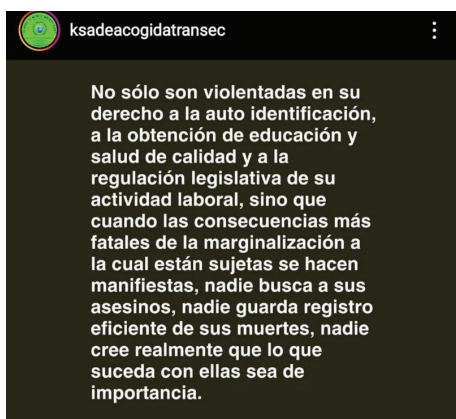 ksadeacogidatransec
No sólo son violentadas en su
derecho a la auto identificación,
a la obtención de educación y
salud de calidad y a la
regulación legislativa de su
actividad laboral, sino que
cuando las consecuencias más
fatales de la marginalización a
la cual están sujetas se hacen
manifiestas, nadie busca a sus
asesinos, nadie guarda registro
eficiente de sus muertes, nadie
cree realmente que lo que
suceda con ellas sea de
importancia.